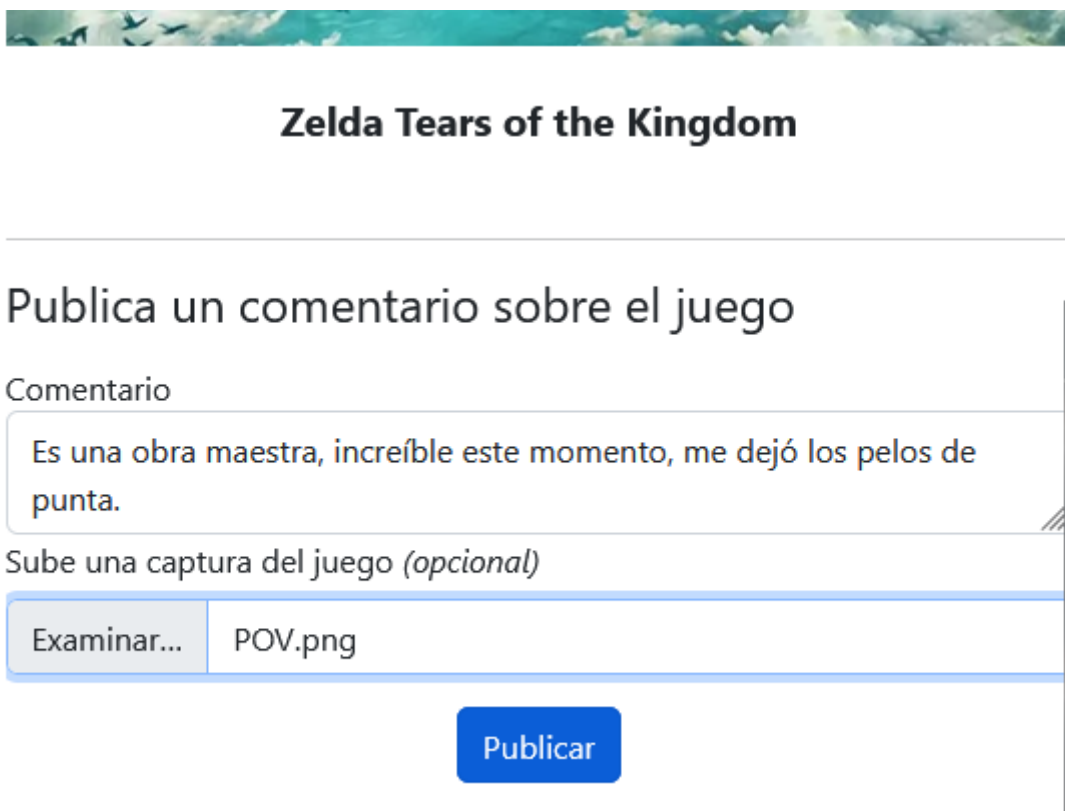 Zelda Tears of the Kingdom
Publica un comentario sobre el juego
Comentario
Es una obra maestra, increíble este momento, me dejó los pelos de
punta.
Sube una captura del juego (opcional)
Examinar... POV.png
Publicar